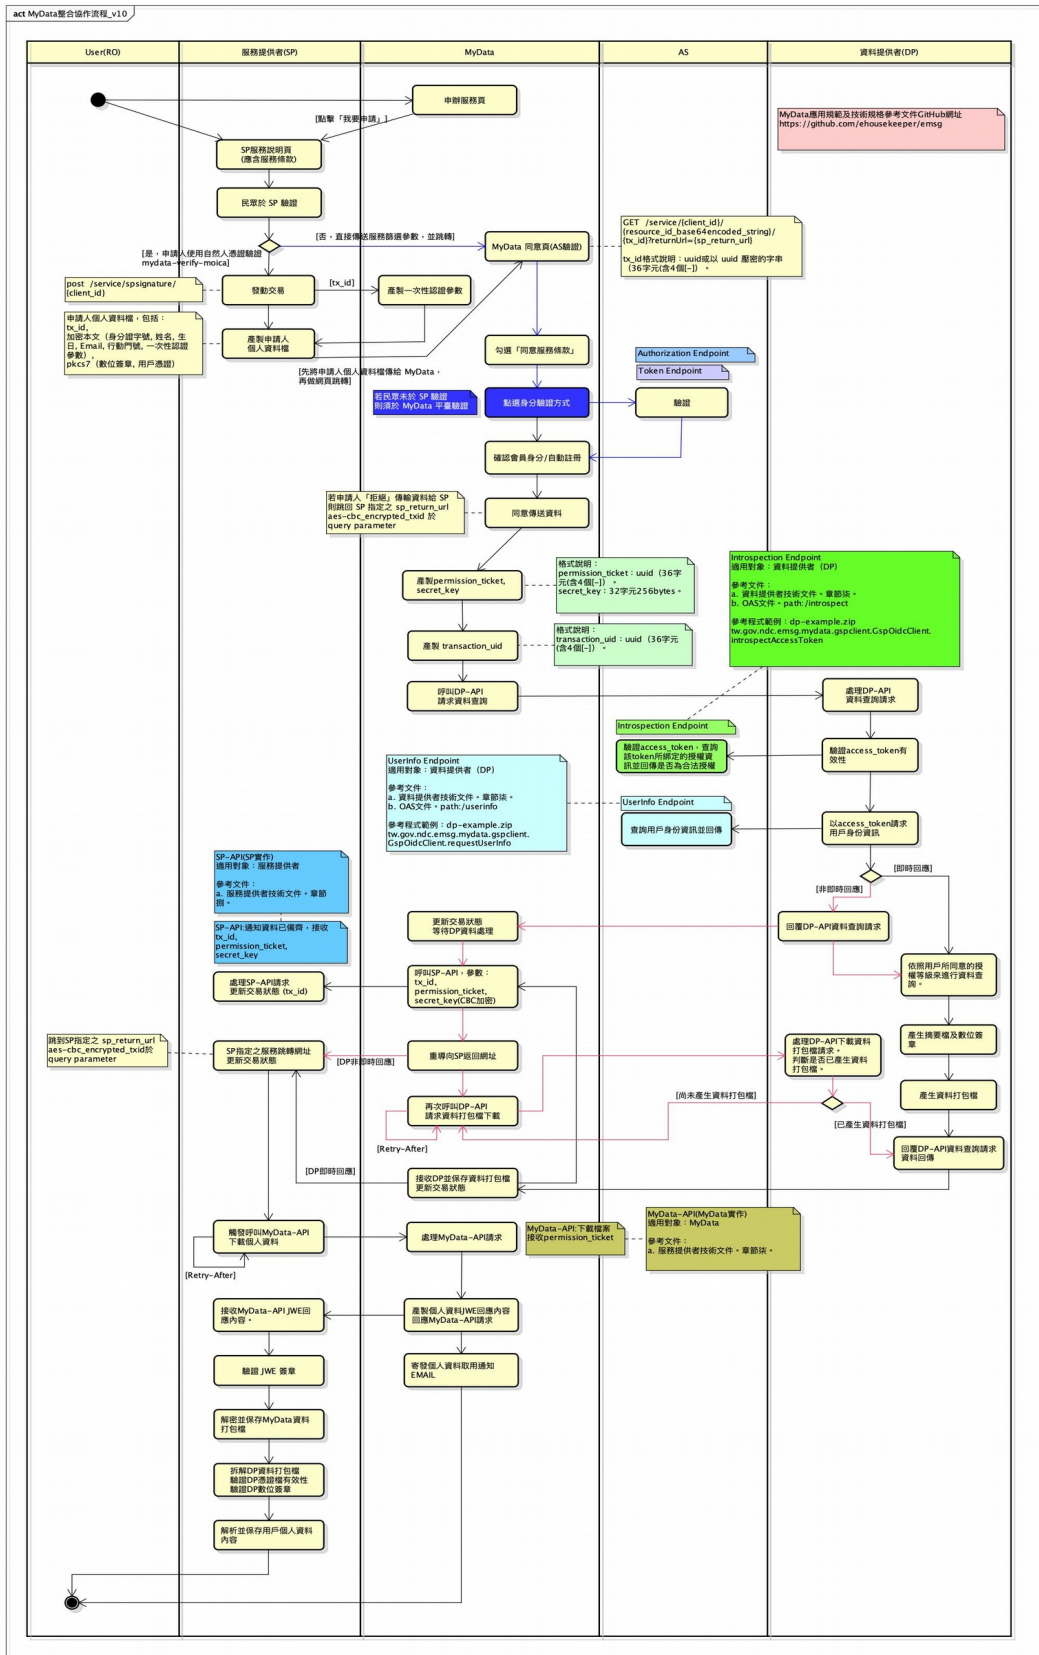 act MyData整合協作流程_v10
User(RO)
服務提供者(SP)
MyData
AS
資料提供者(DP)
申辦服務頁
[點擊「我要申請」]
MyData應用規範及技術規格參考文件GitHub網址
https://github.com/ehousekeeper/emsg
SP服務說明頁
(應含服務條款)
民眾於 SP 驗證
[否，直接傳送服務篩選參數，並跳轉]
[是，申請人使用自然人憑證驗證
mydata-verify-moica]
MyData 同意頁(AS驗證)
GET /service/{client_id}/
{resource_id_base64encoded_string}/
{tx_id}?returnUrl={sp_return_url}
tx_id格式說明：uuid或以 uuid 壓密的字串
（36字元(含4個[-]）。
post /service/spsignature/
{client_id}
發動交易
[tx_id]
產製一次性認證參數
申請人個人資料檔，包括：
tx_id,
加密本文（身分證字號, 姓名, 生
日, Email, 行動門號, 一次性認證
參數）,
pkcs7（數位簽章, 用戶憑證）
產製申請人
個人資料檔
勾選「同意服務條款」
[先將申請人個人資料檔傳給 MyData，
再做網頁跳轉]
Authorization Endpoint
Token Endpoint
若民眾未於 SP 驗證
則須於 MyData 平臺驗證
點選身分驗證方式
驗證
確認會員身分/自動註冊
若申請人「拒絕」傳輸資料給 SP
則跳回 SP 指定之 sp_return_url
aes-cbc_encrypted_txid 於
query parameter
同意傳送資料
產製permission_ticket,
secret_key
格式說明：
permission_ticket：uuid（36字
元(含4個[-]）。
secret_key：32字元256bytes。
Introspection Endpoint
適用對象：資料提供者（DP）
參考文件：
a. 資料提供者技術文件。章節柒。
b. OAS文件。path:/introspect
參考程式範例：dp-example.zip
tw.gov.ndc.emsg.mydata.gspclient.GspOidcClient.
introspectAccessToken
產製 transaction_uid
格式說明：
transaction_uid：uuid（36字元
(含4個[-]）。
呼叫DP-API
請求資料查詢
處理DP-API
資料查詢請求
Introspection Endpoint
驗證access_token，查詢
該token所綁定的授權資
訊並回傳是否為合法授權
驗證access_token有
效性
UserInfo Endpoint
適用對象：資料提供者（DP）
參考文件：
a. 資料提供者技術文件。章節柒。
b. OAS文件。path:/userinfo
參考程式範例：dp-example.zip
tw.gov.ndc.emsg.mydata.gspclient.
GspOidcClient.requestUserInfo
UserInfo Endpoint
查詢用戶身份資訊並回傳
以access_token請求
用戶身份資訊
SP-API(SP實作)
適用對象：服務提供者
參考文件：
a. 服務提供者技術文件。章節
捌。
[即時回應]
[非即時回應]
SP-API:通知資料已備齊，接收
tx_id,
permission_ticket,
secret_key
更新交易狀態
等待DP資料處理
回覆DP-API資料查詢請求
處理SP-API請求
更新交易狀態 (tx_id)
呼叫SP-API，參數：
tx_id,
permission_ticket,
secret_key(CBC加密)
依照用戶所同意的授
權等級來進行資料查
詢。
跳到SP指定之 sp_return_url
aes-cbc_encrypted_txid於
query parameter
SP指定之服務跳轉網址
更新交易狀態
[DP非即時回應]
重導向SP返回網址
處理DP-API下載資料
打包檔請求。
判斷是否已產生資料
打包檔。
產生摘要檔及數位簽
章
再次呼叫DP-API
請求資料打包檔下載
[尚未產生資料打包檔]
產生資料打包檔
[已產生資料打包檔]
[Retry-After]
回覆DP-API資料查詢請求
資料回傳
[DP即時回應]
接收DP並保存資料打包檔
更新交易狀態
觸發呼叫MyData-API
下載個人資料
處理MyData-API請求
MyData-API:下載檔案
接收permission_ticket
MyData-API(MyData實作)
適用對象：MyData
參考文件：
a. 服務提供者技術文件。章節柒。
[Retry-After]
接收MyData-API JWE回
應內容。
產製個人資料JWE回應內容
回應MyData-API請求
驗證 JWE 簽章
寄發個人資料取用通知
EMAIL
解密並保存MyData資料
打包檔
拆解DP資料打包檔
驗證DP憑證檔有效性
驗證DP數位簽章
解析並保存用戶個人資料
內容